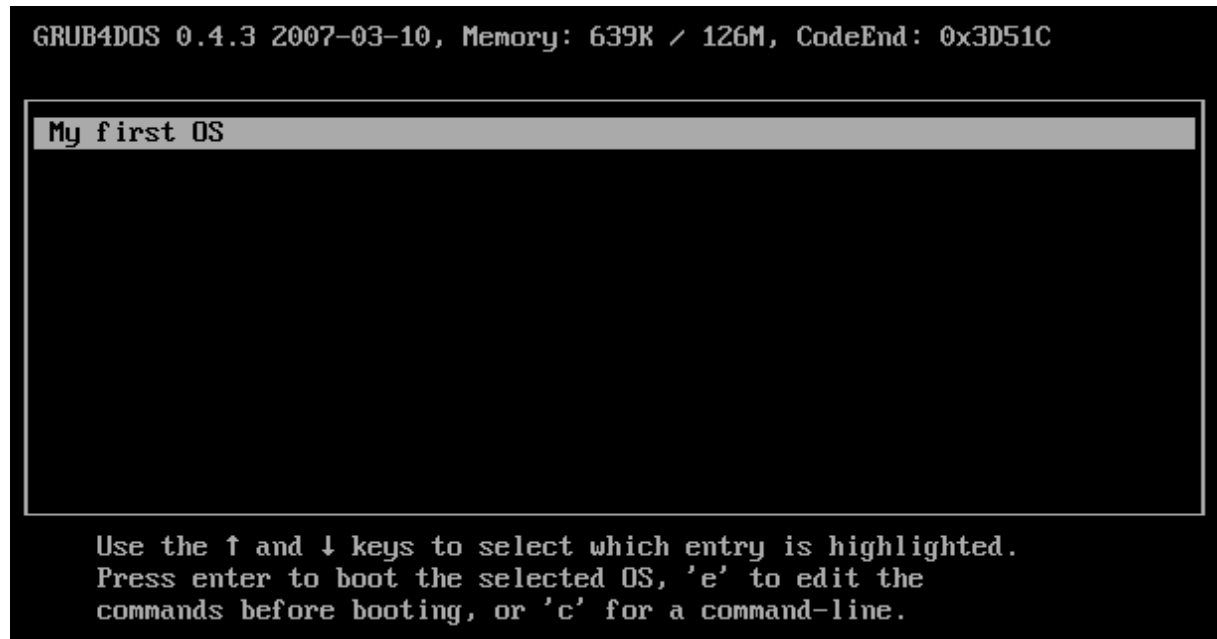 GRUB4DOS 0.4.3 2007-03-10, Memory: 639K / 126M, CodeEnd: 0x3D51C
My first OS
Use the ↑ and ↓ keys to select which entry is highlighted.
Press enter to boot the selected OS, 'e' to edit the
commands before booting, or 'c' for a command-line.